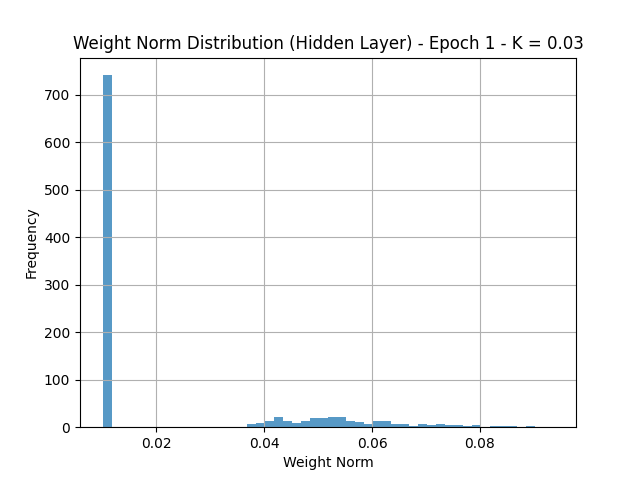 Weight Norm Distribution (Hidden Layer) - Epoch 1 - K = 0.03
700
600
500
400
300
200
100
0
Frequency
0.02 0.04 0.06 0.08
Weight Norm